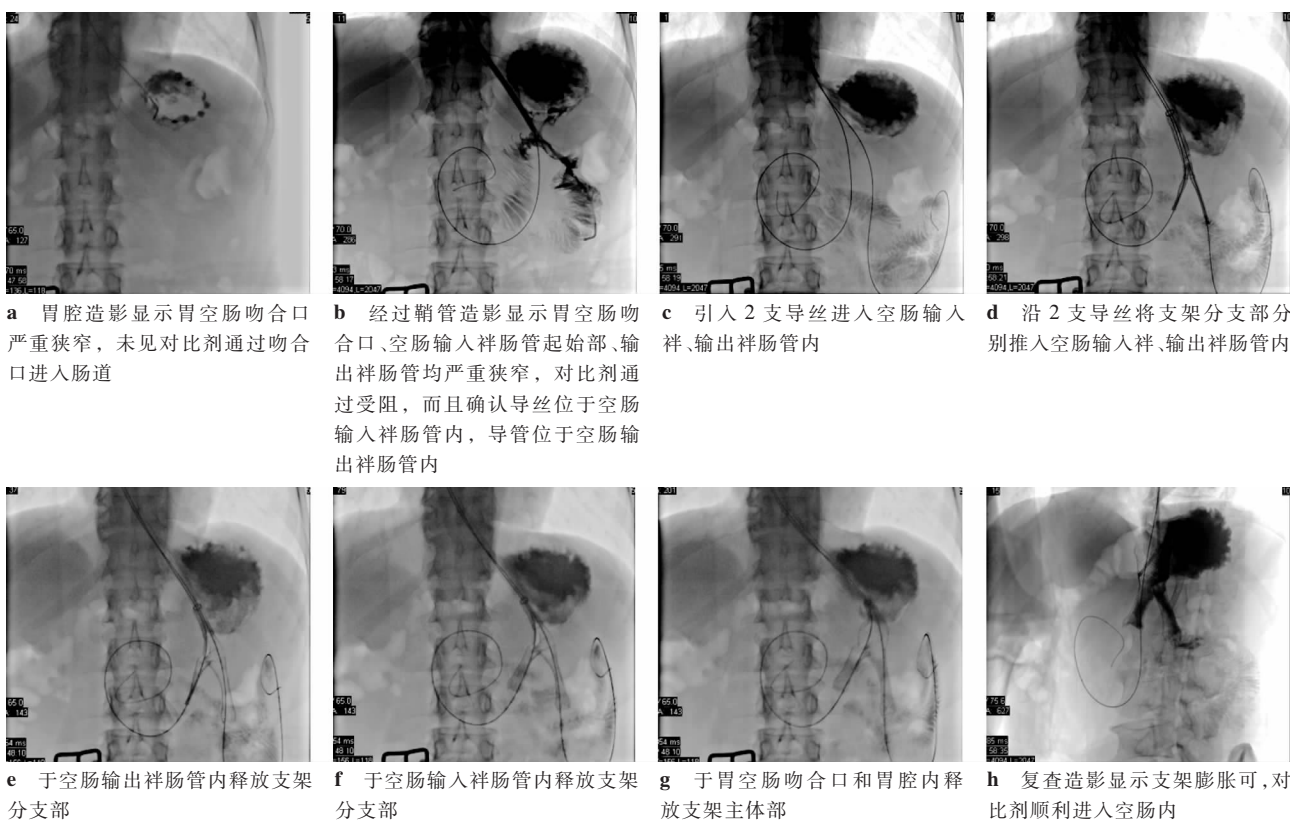 a 胃腔造影显示胃空肠吻合口
严重狭窄，未见对比剂通过吻合
口进入肠道
b 经过鞘管造影显示胃空肠吻
合口、空肠输入袢肠管起始部、输
出袢肠管均严重狭窄，对比剂通
过受阻，而且确认导丝位于空肠
输入袢肠管内，导管位于空肠输
出袢肠管内
c 引入 2 支导丝进入空肠输入
袢、输出袢肠管内
d 沿 2 支导丝将支架分支部分
别推入空肠输入袢、输出袢肠管内
e 于空肠输出袢肠管内释放支架
分支部
f 于空肠输入袢肠管内释放支架
分支部
g 于胃空肠吻合口和胃腔内释
放支架主体部
h 复查造影显示支架膨胀可，对
比剂顺利进入空肠内